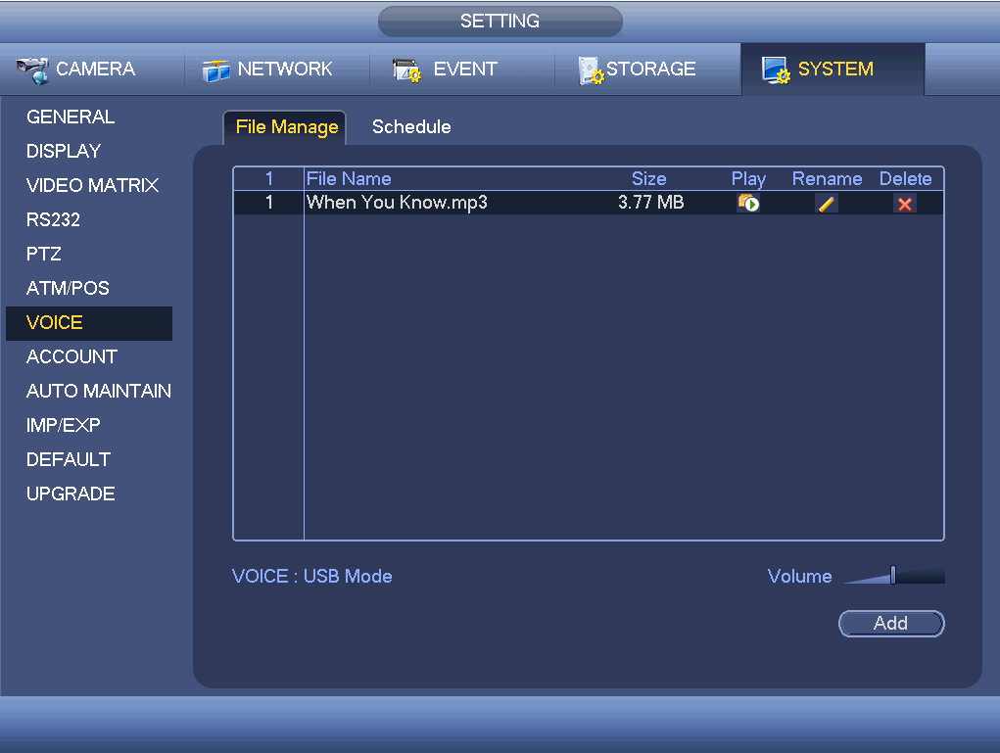 SETTING
CAMERA NETWORK EVENT STORAGE SYSTEM
GENERAL
DISPLAY
VIDEO MATRIX
RS232
PTZ
ATM/POS
VOICE
ACCOUNT
AUTO MAINTAIN
IMP/EXP
DEFAULT
UPGRADE
File Manage Schedule
1 File Name Size Play Rename Delete
1 When You Know.mp3 3.77 MB
VOICE : USB Mode Volume
Add